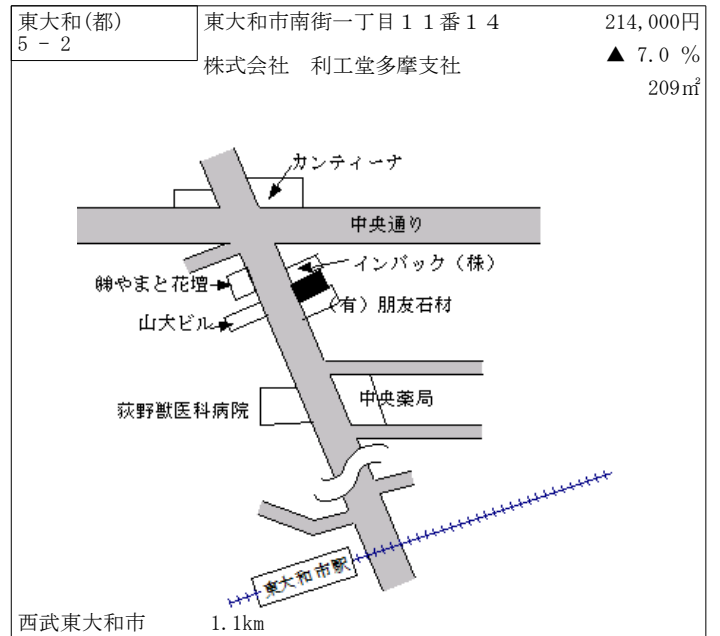 東大和(都)
5 - 2
東大和市南街一丁目１１番１４
株式会社　利工堂多摩支社
214,000円
▲ 7.0 %
209㎡
カンティーナ
中央通り
インパック（株）
㈱やまと花壇
(有）朋友石材
山大ビル
中央薬局
荻野獣医科病院
東大和市駅
西武東大和市　1.1km